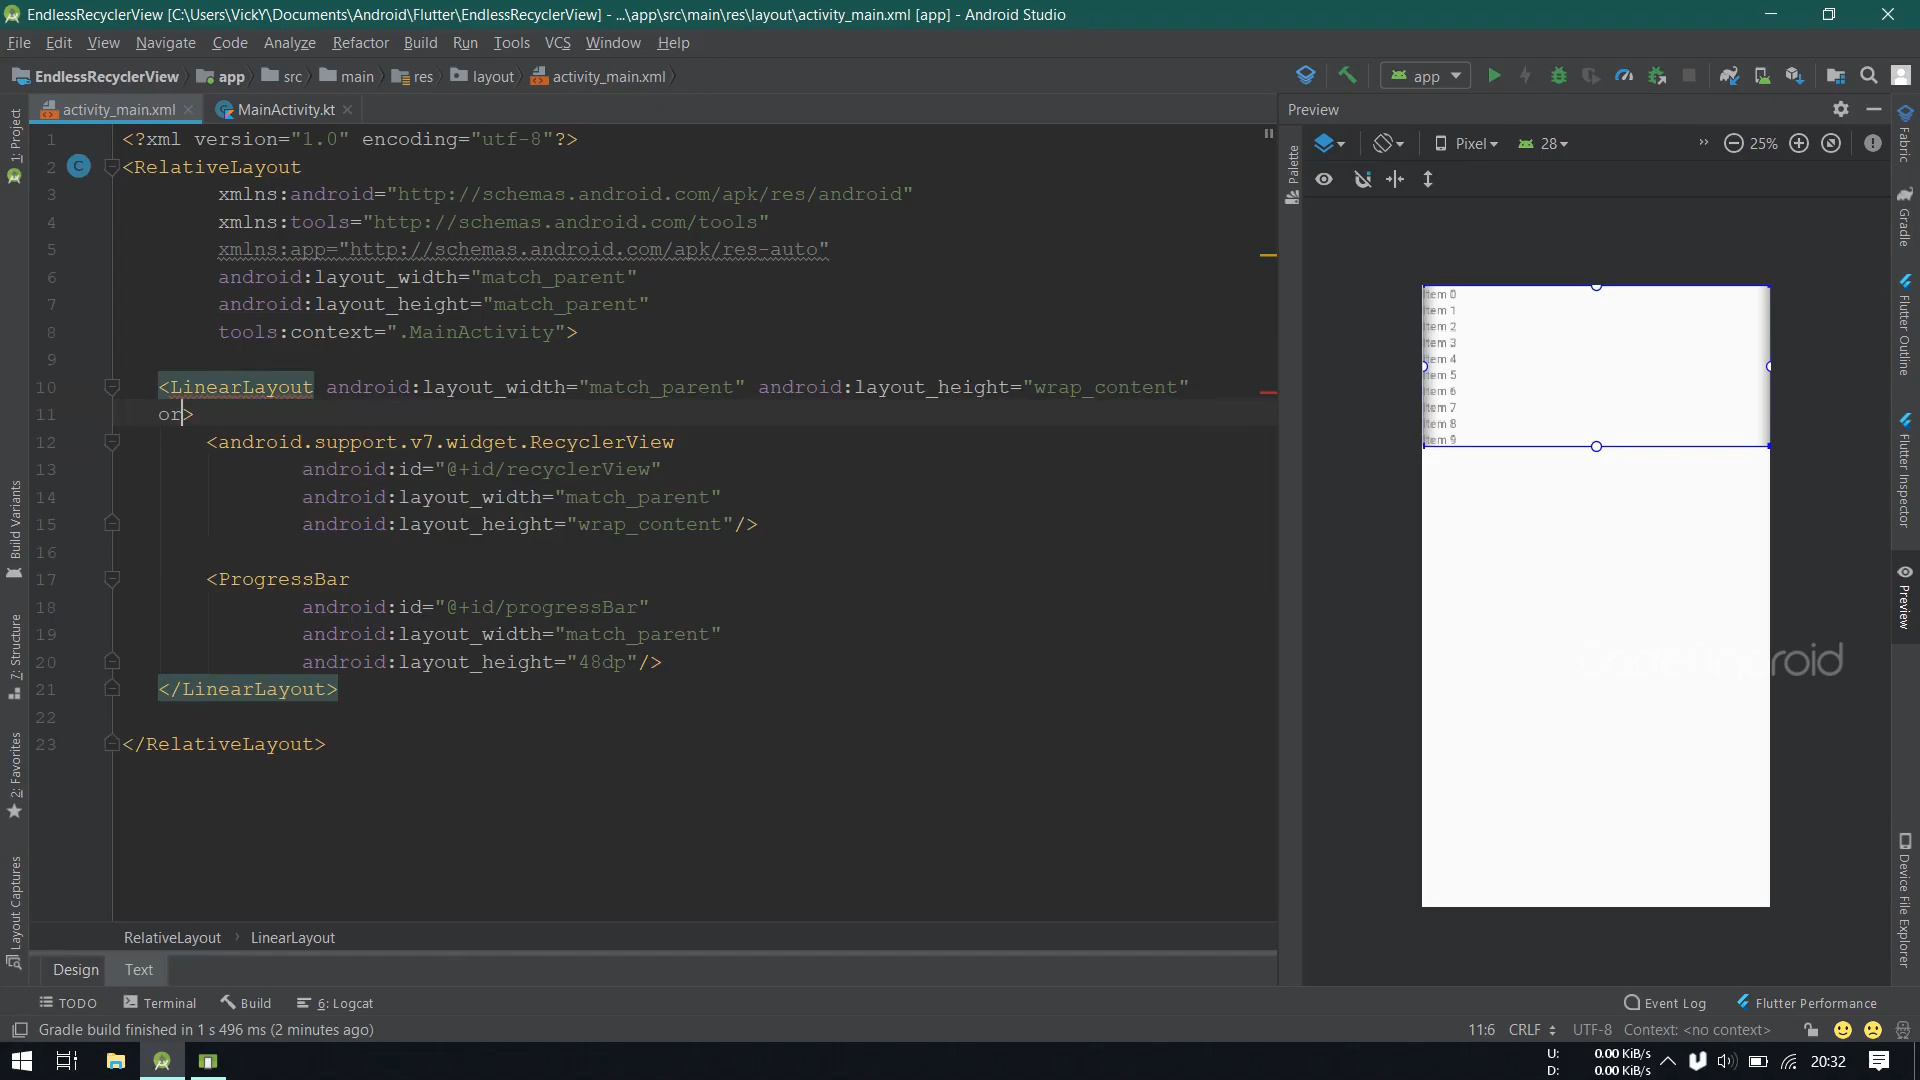 EndlessRecyclerView [C:\Users\VickY\Documents\Android\Flutter\EndlessRecyclerView] - ...\app\src\main\res\layout\activity_main.xml [app] - Android Studio
File Edit View Navigate Code Analyze Refactor Build Run Tools VCS Window Help
EndlessRecyclerView app src main res layout activity_main.xml app
activity_main.xml MainActivity.kt Preview
1 <?xml version="1.0" encoding="utf-8"?>
2 <RelativeLayout
3 xmlns:android="http://schemas.android.com/apk/res/android"
4 xmlns:tools="http://schemas.android.com/tools"
5 xmlns:app="http://schemas.android.com/apk/res-auto"
6 android:layout_width="match_parent"
7 android:layout_height="match_parent"
8 tools:context=".MainActivity">
9
10 <LinearLayout android:layout_width="match_parent" android:layout_height="wrap_content"
11 or>
12 <android.support.v7.widget.RecyclerView
13 android:id="@+id/recyclerView"
14 android:layout_width="match_parent"
15 android:layout_height="wrap_content"/>
16
17 <ProgressBar
18 android:id="@+id/progressBar"
19 android:layout_width="match_parent"
20 android:layout_height="48dp"/>
21 </LinearLayout>
22
23 </RelativeLayout>
RelativeLayout LinearLayout
Design Text
1: Project
Build Variants
7: Structure
2: Favorites
Layout Captures
Palette
Pixel 28 25%
Item 0
Item 1
Item 2
Item 3
Item 4
Item 5
Item 6
Item 7
Item 8
Item 9
Fabric
Gradle
Flutter Outline
Flutter Inspector
Preview
Device File Explorer
TODO Terminal Build 6: Logcat Event Log Flutter Performance
Gradle build finished in 1 s 496 ms (2 minutes ago) 11:6 CRLF UTF-8 Context: <no context>
U: 0.00 KiB/s
D: 0.00 KiB/s
20:32